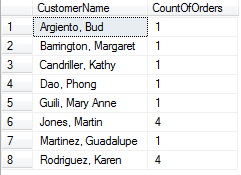 CustomerName CountOfOrders
1 Argiento, Bud 1
2 Barrington, Margaret 1
3 Candriller, Kathy 1
4 Dao, Phong 1
5 Guili, Mary Anne 1
6 Jones, Martin 4
7 Martinez, Guadalupe 1
8 Rodriguez, Karen 4